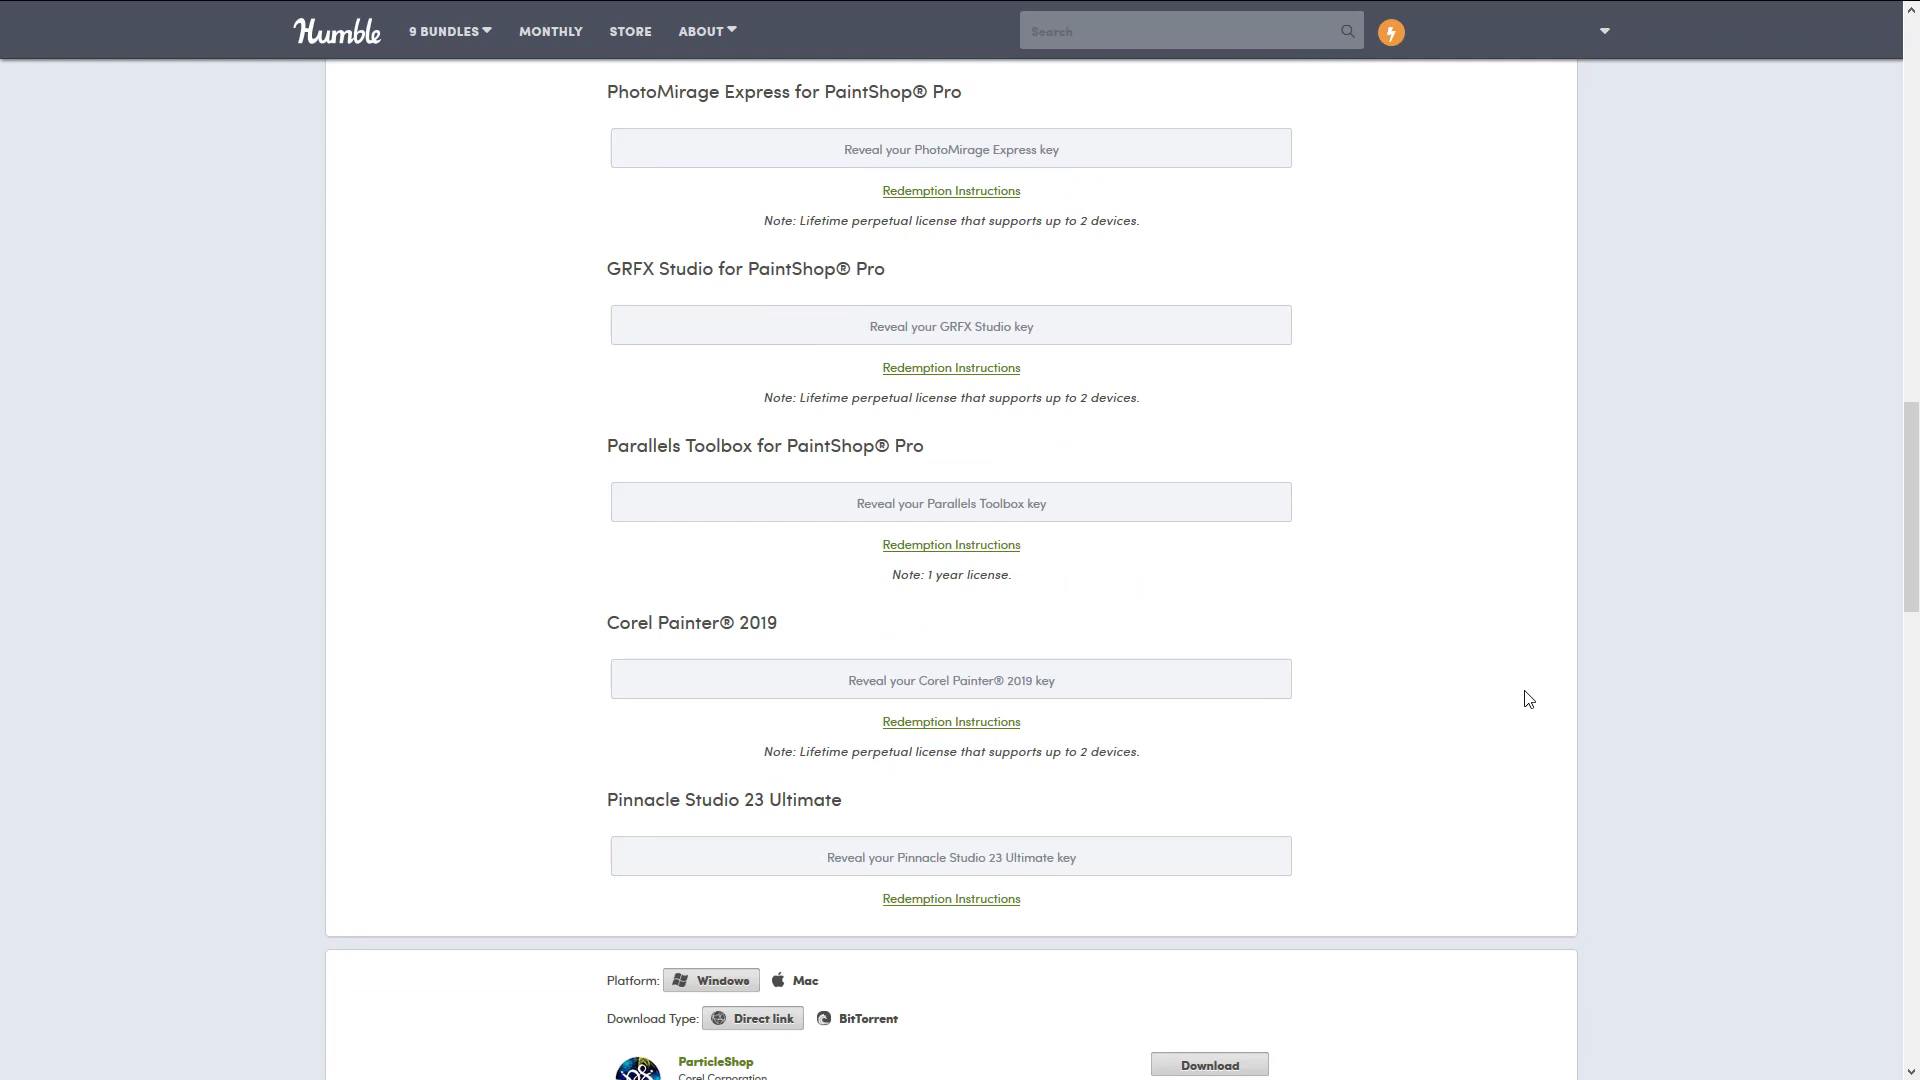 Humble
9 BUNDLES
MONTHLY
STORE
ABOUT
Search
PhotoMirage Express for PaintShop® Pro
Reveal your PhotoMirage Express key
Redemption Instructions
Note: Lifetime perpetual license that supports up to 2 devices.
GRFX Studio for PaintShop® Pro
Reveal your GRFX Studio key
Redemption Instructions
Note: Lifetime perpetual license that supports up to 2 devices.
Parallels Toolbox for PaintShop® Pro
Reveal your Parallels Toolbox key
Redemption Instructions
Note: 1 year license.
Corel Painter® 2019
Reveal your Corel Painter® 2019 key
Redemption Instructions
Note: Lifetime perpetual license that supports up to 2 devices.
Pinnacle Studio 23 Ultimate
Reveal your Pinnacle Studio 23 Ultimate key
Redemption Instructions
Platform: Windows Mac
Download Type: Direct link BitTorrent
ParticleShop
Download
Corel Corporation